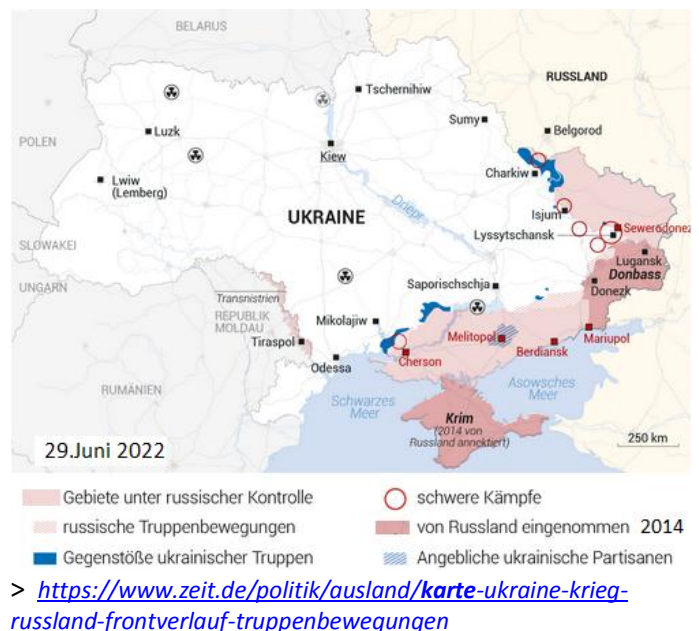 BELARUS
RUSSLAND
Tschernihiw
Sumy
Belgorod
Luzk
POLEN
Kiew
Charkiw
Lwiw
(Lemberg)
Dnepr
Isjum
UKRAINE
Sewerodonez
Lyssytschansk
SLOWAKEI
Lugansk
UNGARN
Donbass
Saporischschja
Donezk
Transnistrien
REPUBLIK
MOLDAU
Mikolajiw
Melitopol
Mariupol
Tiraspol
Cherson
Berdiansk
Odessa
RUMÄNIEN
Schwarzes
Meer
Asowsches
Meer
Krim
(2014 von
Russland annektiert)
29.Juni 2022
250 km
Gebiete unter russischer Kontrolle
schwere Kämpfe
russische Truppenbewegungen
von Russland eingenommen 2014
Gegenstöße ukrainischer Truppen
Angebliche ukrainische Partisanen
> https://www.zeit.de/politik/ausland/karte-ukraine-krieg-
russland-frontverlauf-truppenbewegungen